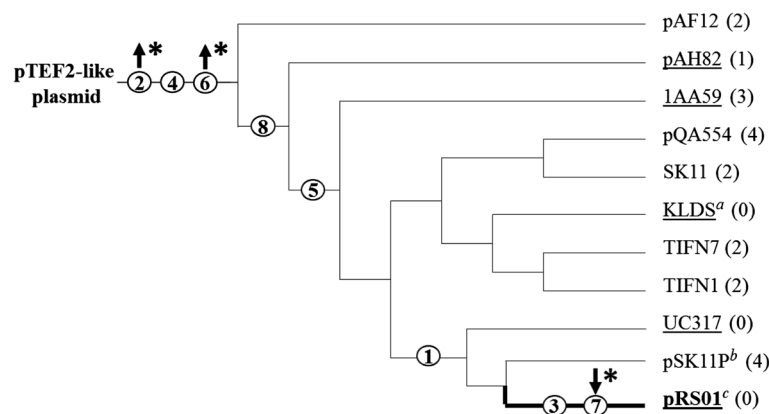 pAF12 (2)
pAH82 (1)
pTEF2-like
plasmid
2 * 4 6 *
8
1AA59 (3)
pQA554 (4)
SK11 (2)
5
KLDSᵃ (0)
TIFN7 (2)
TIFN1 (2)
UC317 (0)
1
pSK11Pᵇ (4)
pRS01ᶜ (0)
3 7 *